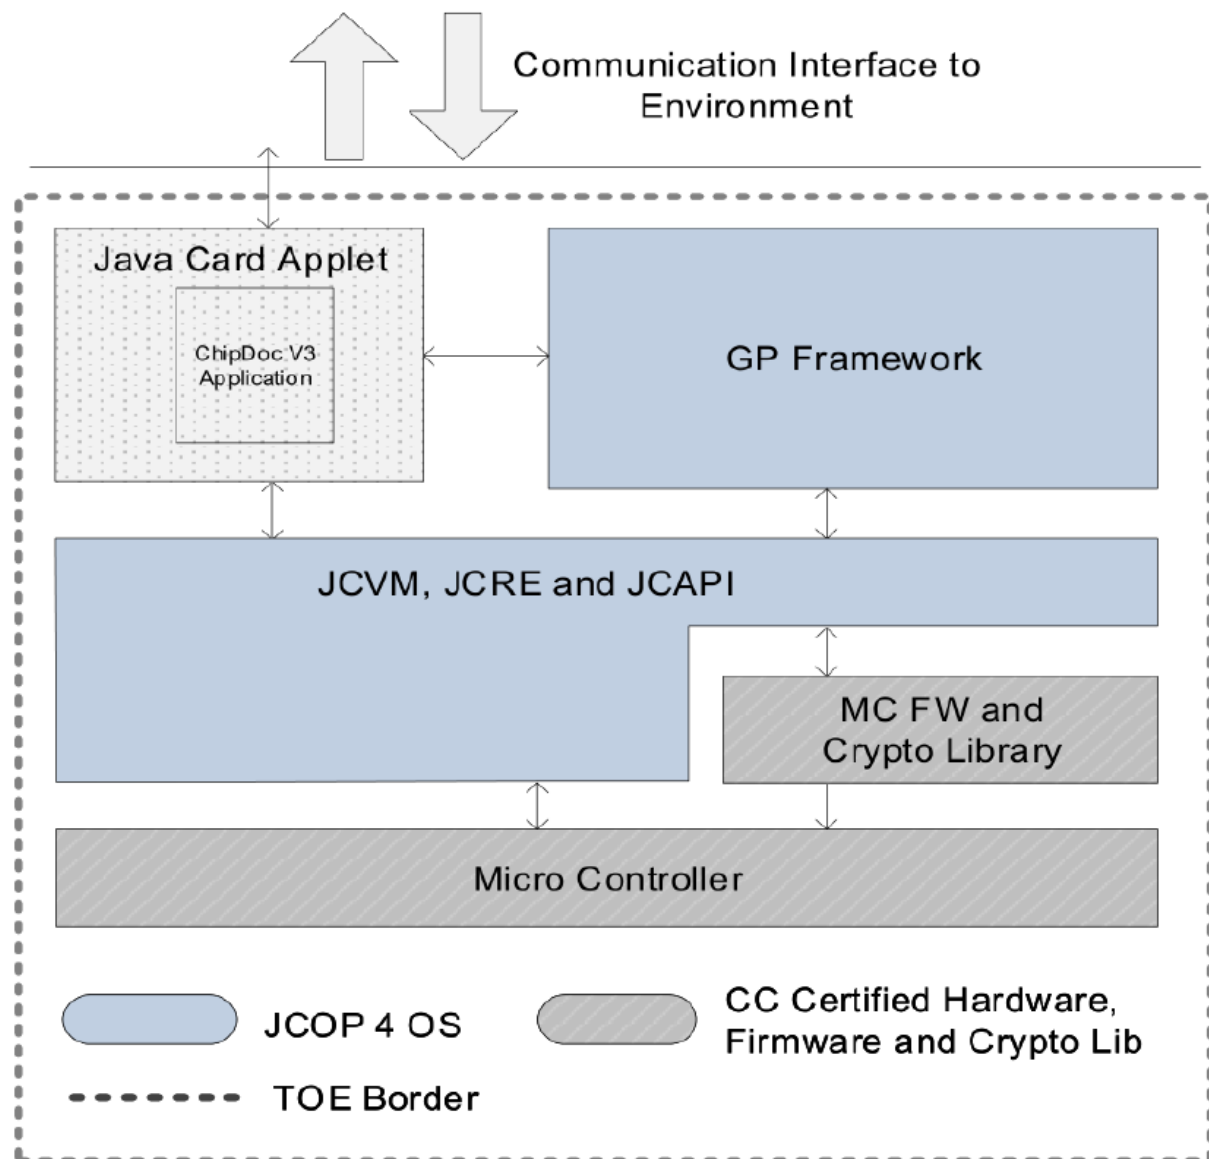 Communication Interface to
Environment
Java Card Applet
ChipDoc V3
Application
GP Framework
JCVM, JCRE and JCAPI
MC FW and
Crypto Library
Micro Controller
JCOP 4 OS
CC Certified Hardware,
Firmware and Crypto Lib
TOE Border